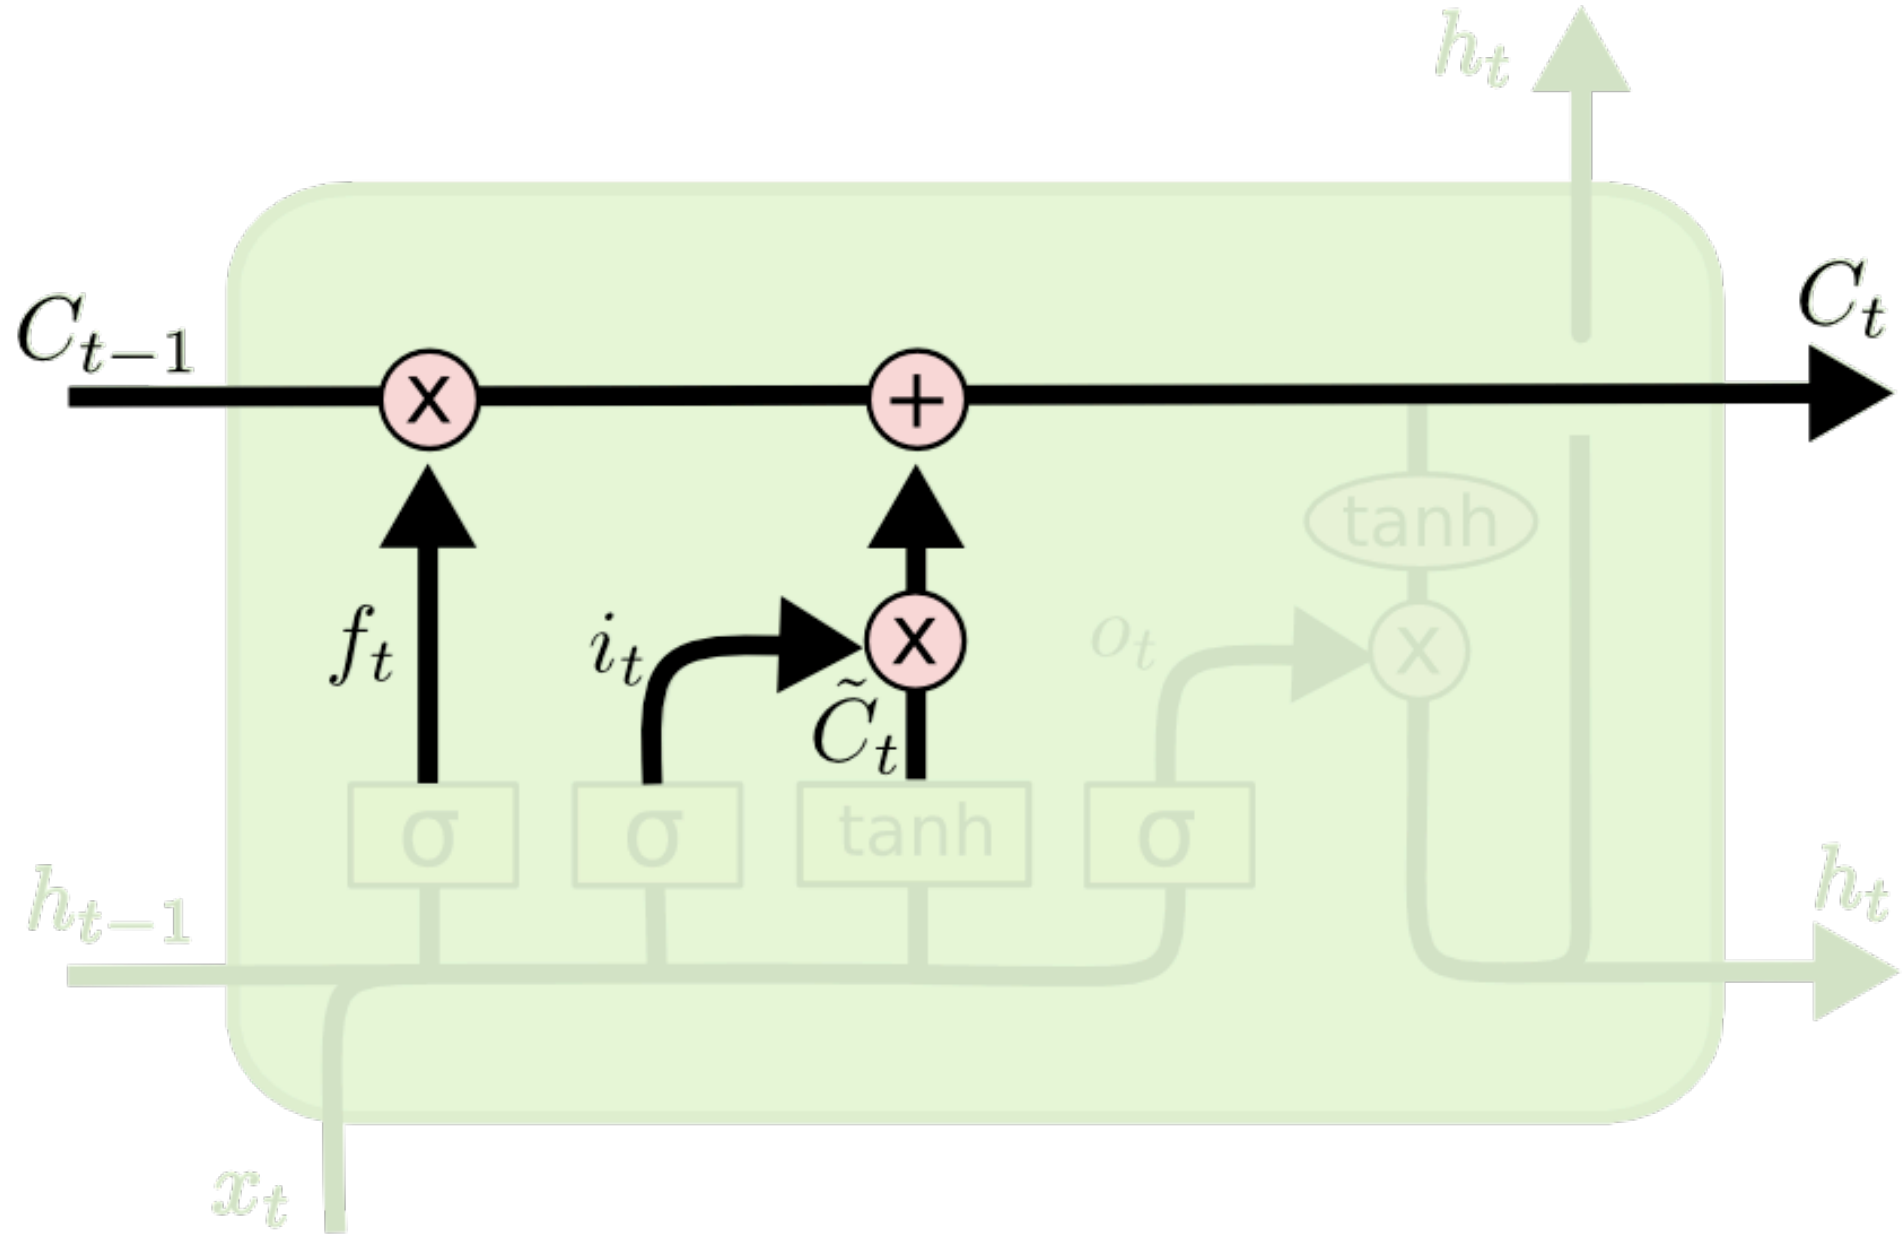 h_t
C_{t-1}
C_t
x
+
tanh
f_t
i_t
x
o_t
x
C̃_t
σ
σ
tanh
σ
h_{t-1}
h_t
x_t